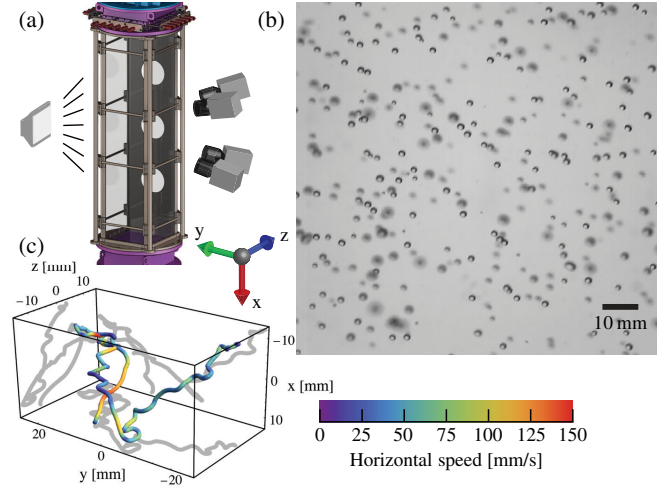 (a)
(b)
y
z
x
10 mm
(c)
z [mm]
-10
0
10
-10
0
10
x [mm]
20
0
-20
y [mm]
0 25 50 75 100 125 150
Horizontal speed [mm/s]